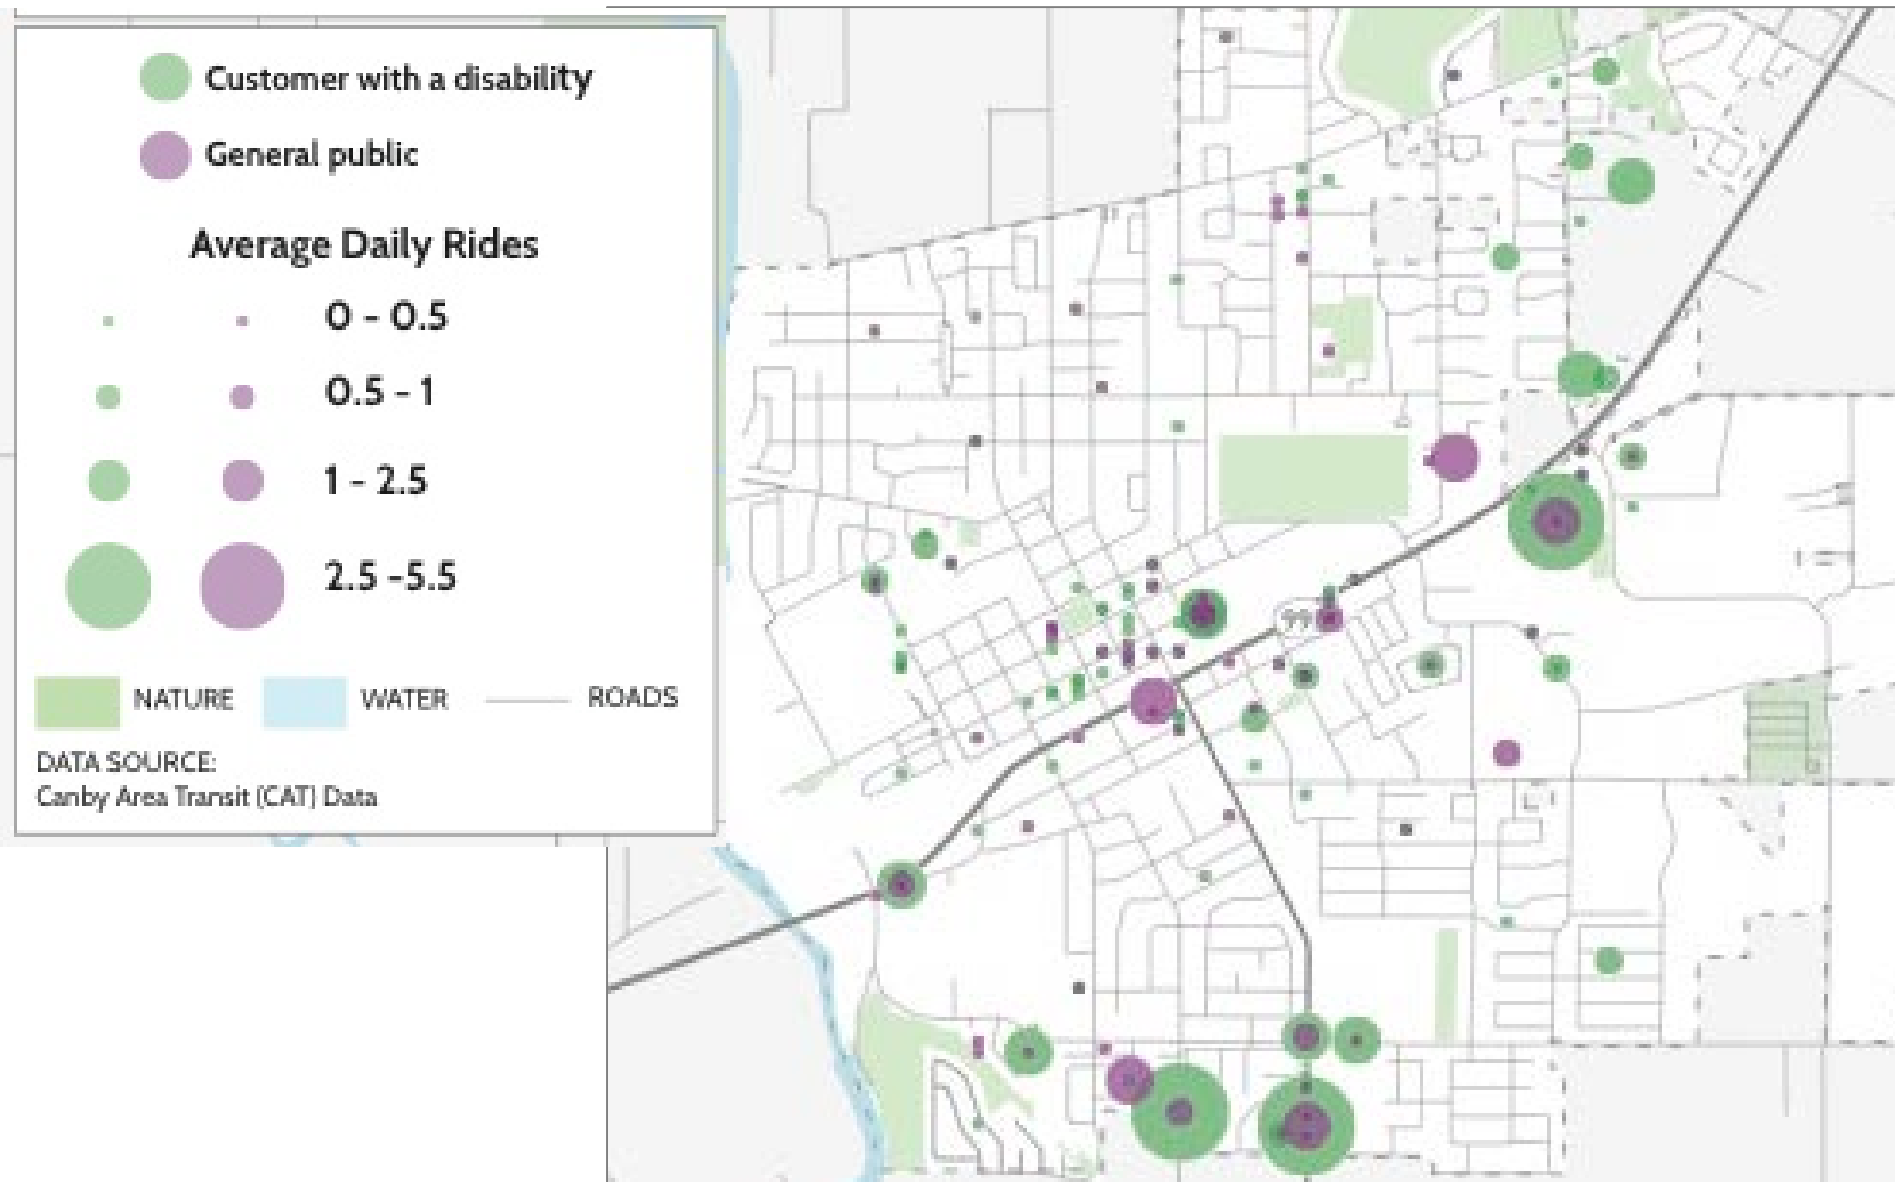 Customer with a disability
General public
Average Daily Rides
0 - 0.5
0.5 - 1
1 - 2.5
2.5 -5.5
NATURE WATER ROADS
DATA SOURCE:
Canby Area Transit (CAT) Data
99